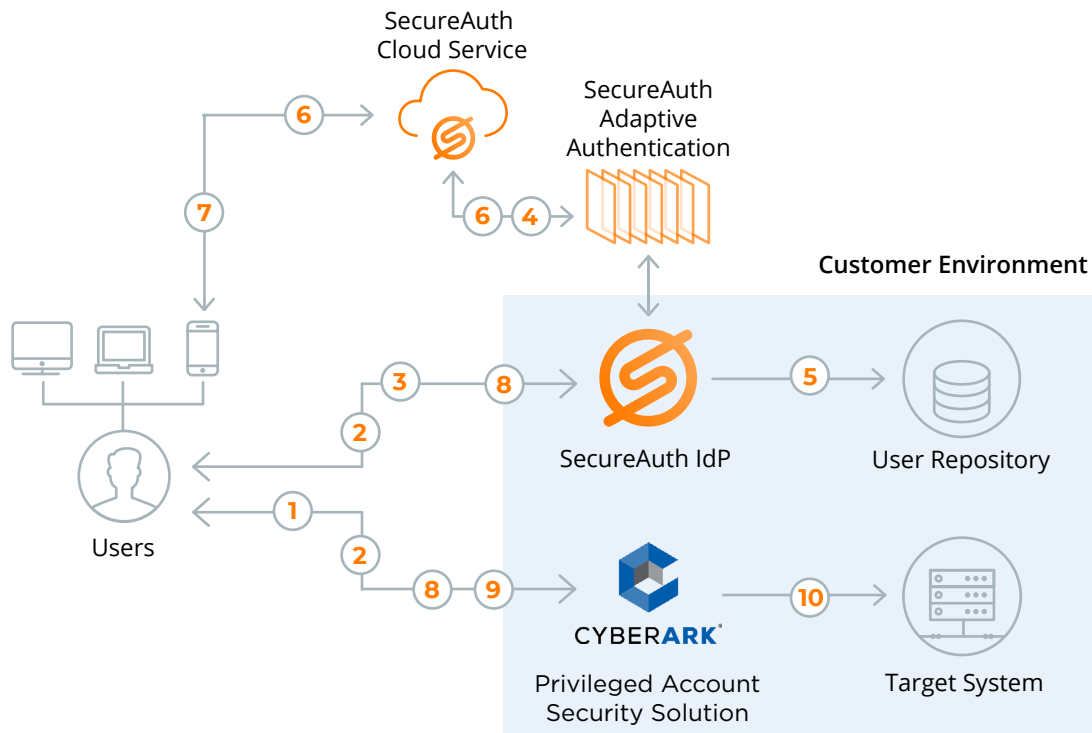 SecureAuth
Cloud Service
SecureAuth
Adaptive
Authentication
6
7
6
4
Customer Environment
3
8
5
2
SecureAuth IdP
User Repository
1
Users
2
8
9
10
CYBERARK®
Privileged Account
Security Solution
Target System